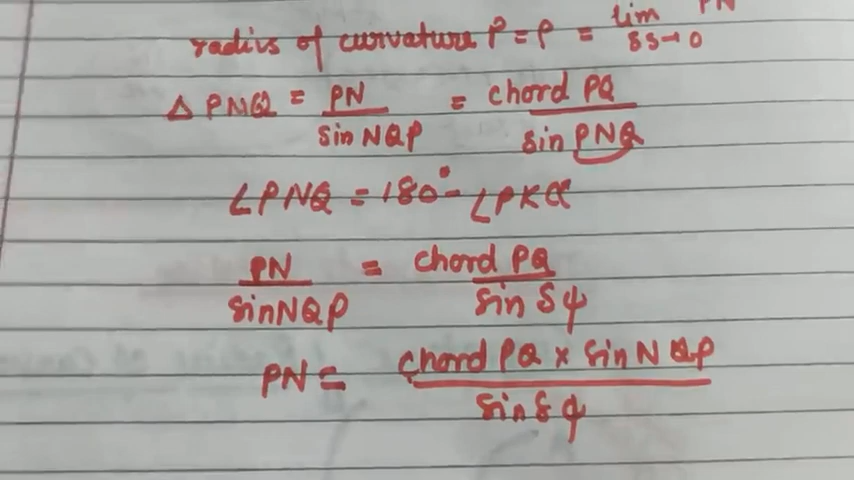 radius of curvature P = ρ = lim PN
δs→0
Δ PNQ = PN / sin NQP = chord PQ / sin PNQ
∠PNQ = 180° - ∠PKQ
PN / sin NQP = chord PQ / sin δψ
PN = chord PQ x sin NQP / sin δψ